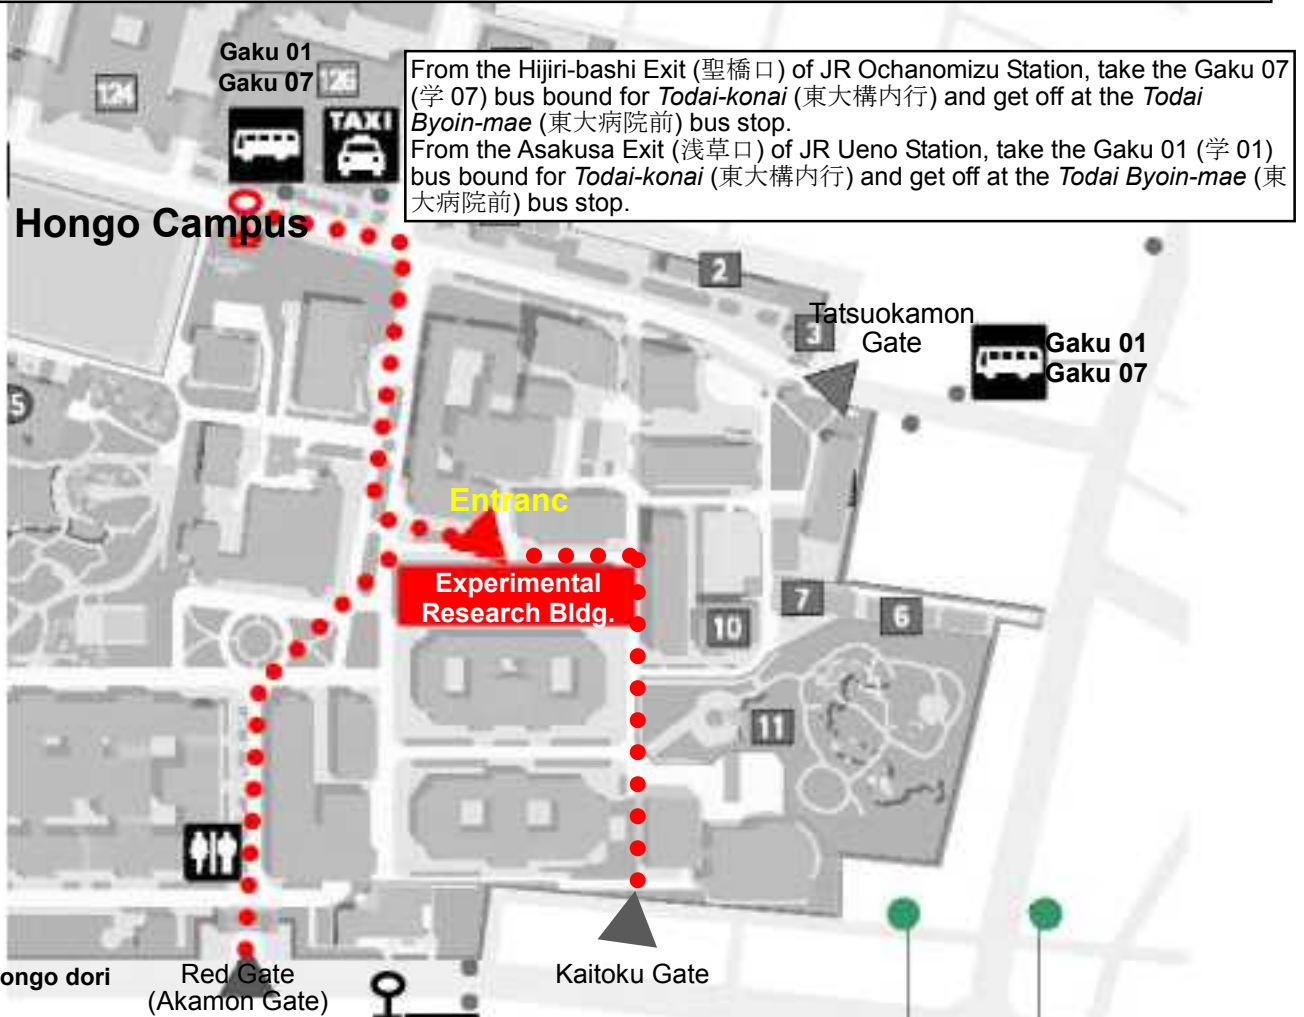 Gaku 01
Gaku 07
124
126
TAXI
From the Hijiri-bashi Exit (聖橋口) of JR Ochanomizu Station, take the Gaku 07
(学 07) bus bound for Todai-konai (東大構内行) and get off at the Todai
Byoin-mae (東大病院前) bus stop.
From the Asakusa Exit (浅草口) of JR Ueno Station, take the Gaku 01 (学 01)
bus bound for Todai-konai (東大構内行) and get off at the Todai Byoin-mae (東
大病院前) bus stop.
Hongo Campus
2
3
Tatsuokamon
Gate
Gaku 01
Gaku 07
5
Entranc
Experimental
Research Bldg.
7
6
10
11
ongo dori
Red Gate
(Akamon Gate)
Kaitoku Gate